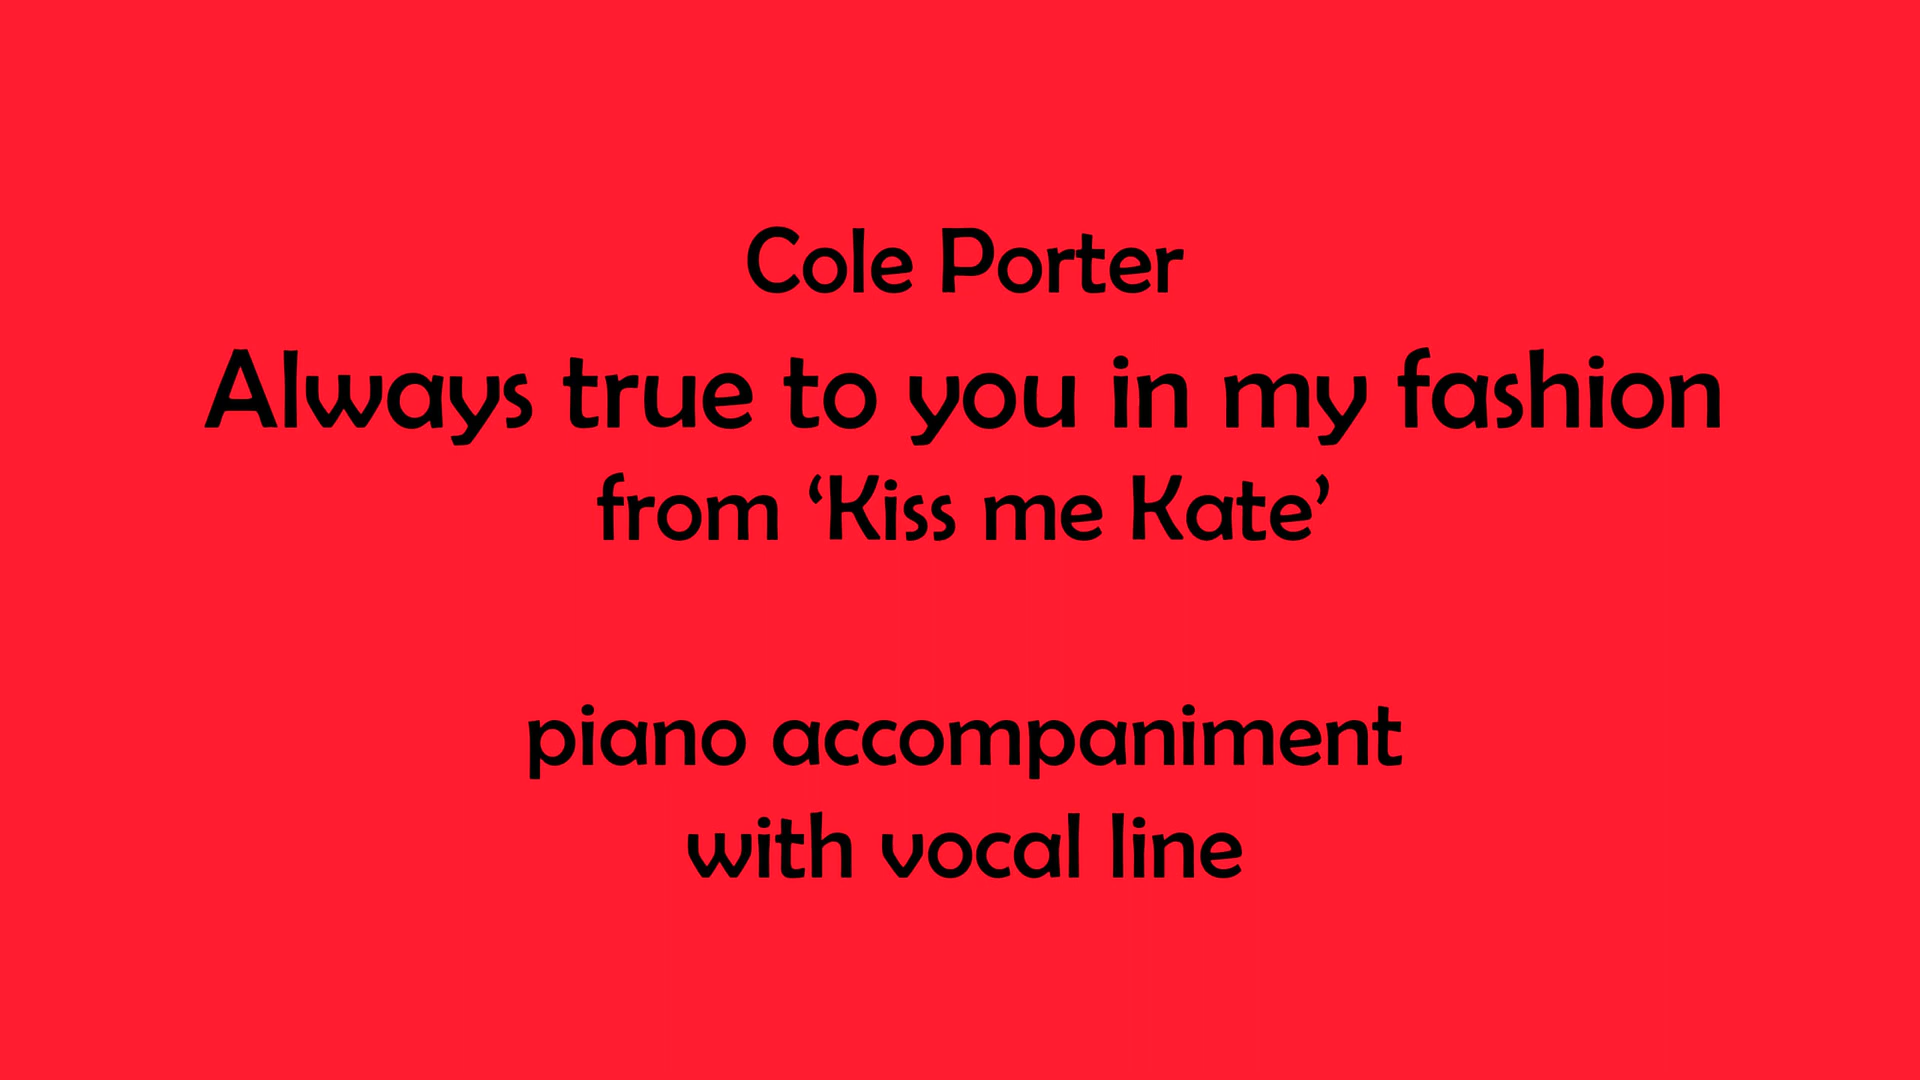 Cole Porter
Always true to you in my fashion
from ‘Kiss me Kate’
piano accompaniment
with vocal line